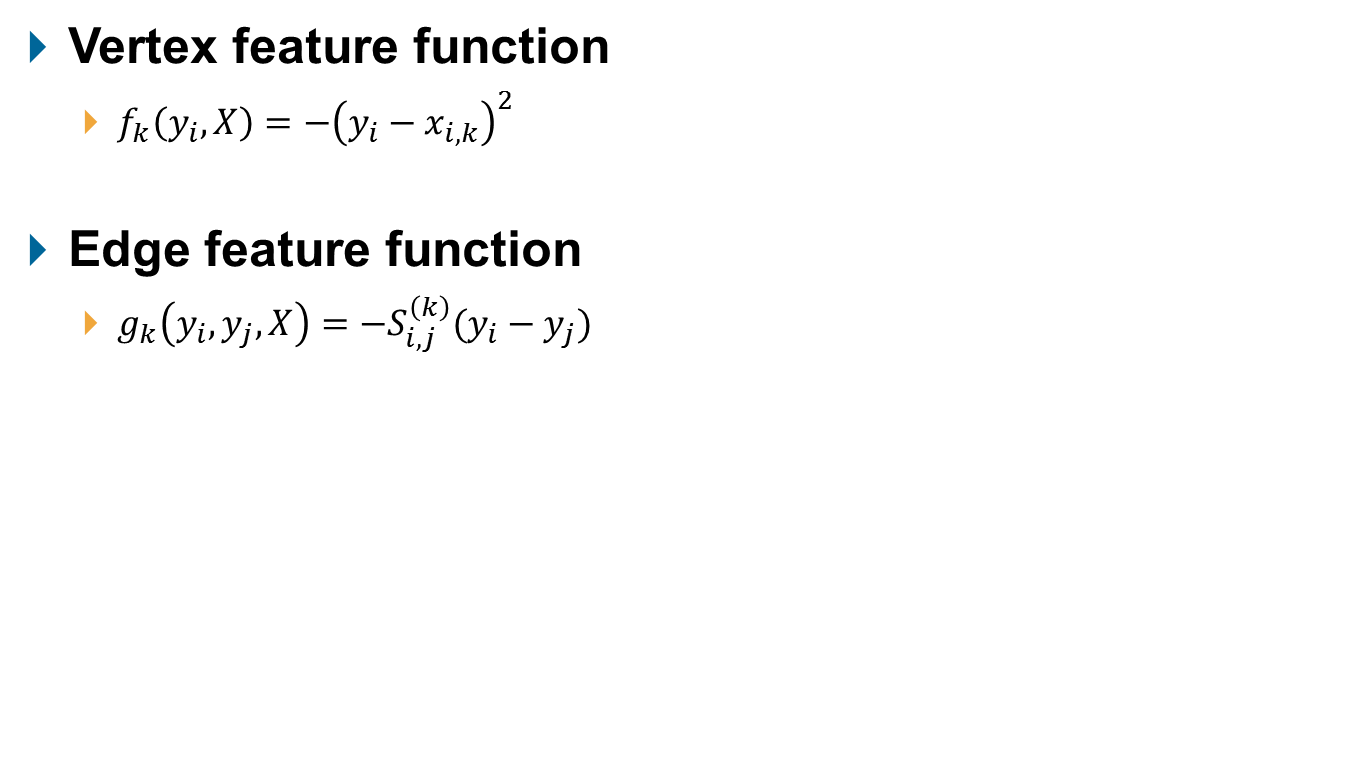 Vertex feature function
$f_k(y_i, X) = -(y_i - x_{i,k})^2$
Edge feature function
$g_k(y_i, y_j, X) = -S_{i,j}^{(k)}(y_i - y_j)$